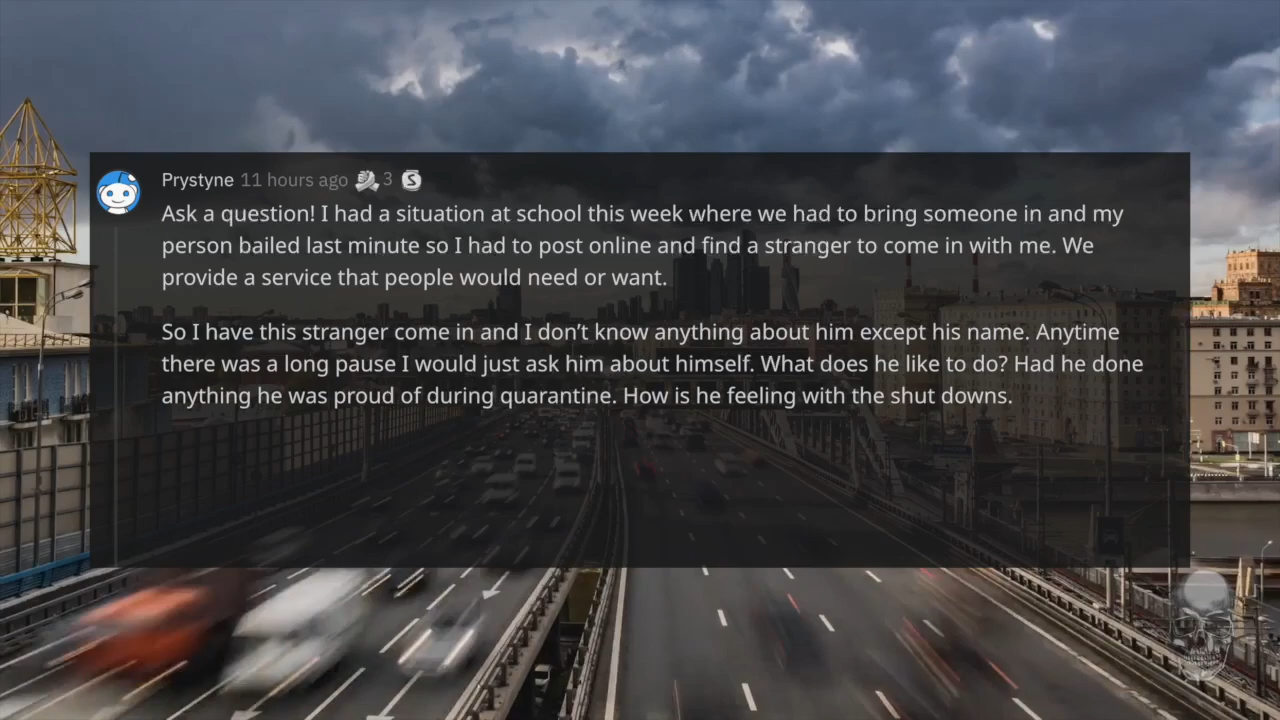 Prystyne 11 hours ago 3 S
Ask a question! I had a situation at school this week where we had to bring someone in and my
person bailed last minute so I had to post online and find a stranger to come in with me. We
provide a service that people would need or want.
So I have this stranger come in and I don’t know anything about him except his name. Anytime
there was a long pause I would just ask him about himself. What does he like to do? Had he done
anything he was proud of during quarantine. How is he feeling with the shut downs.